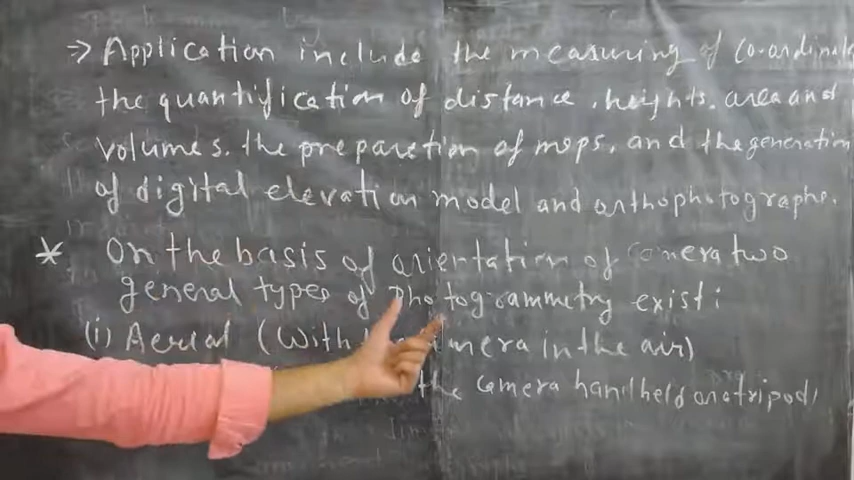 ⇒ Application include the measuring of co-ordinate
the quantification of distance, heights, area and
volumes, the preparation of maps, and the generation
of digital elevation model and orthophotographs.
* On the basis of orientation of camera two
general types of Photogrammetry exist:
(i) Aerial (With camera in the air)
the camera handheld on a tripod)